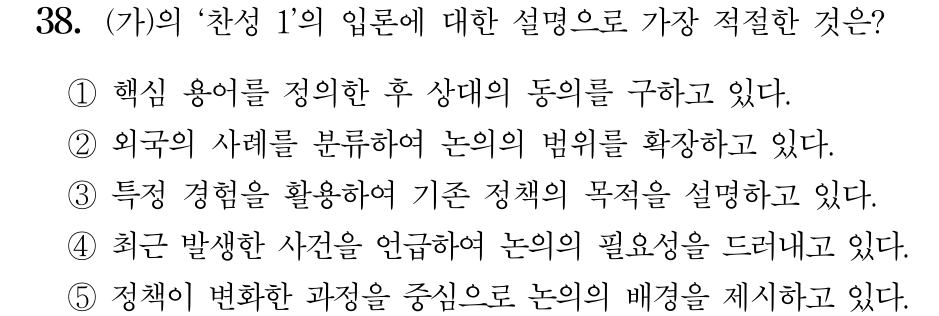 38. (가)의 ‘찬성 1’의 입론에 대한 설명으로 가장 적절한 것은?
① 핵심 용어를 정의한 후 상대의 동의를 구하고 있다.
② 외국의 사례를 분류하여 논의의 범위를 확장하고 있다.
③ 특정 경험을 활용하여 기존 정책의 목적을 설명하고 있다.
④ 최근 발생한 사건을 언급하여 논의의 필요성을 드러내고 있다.
⑤ 정책이 변화한 과정을 중심으로 논의의 배경을 제시하고 있다.